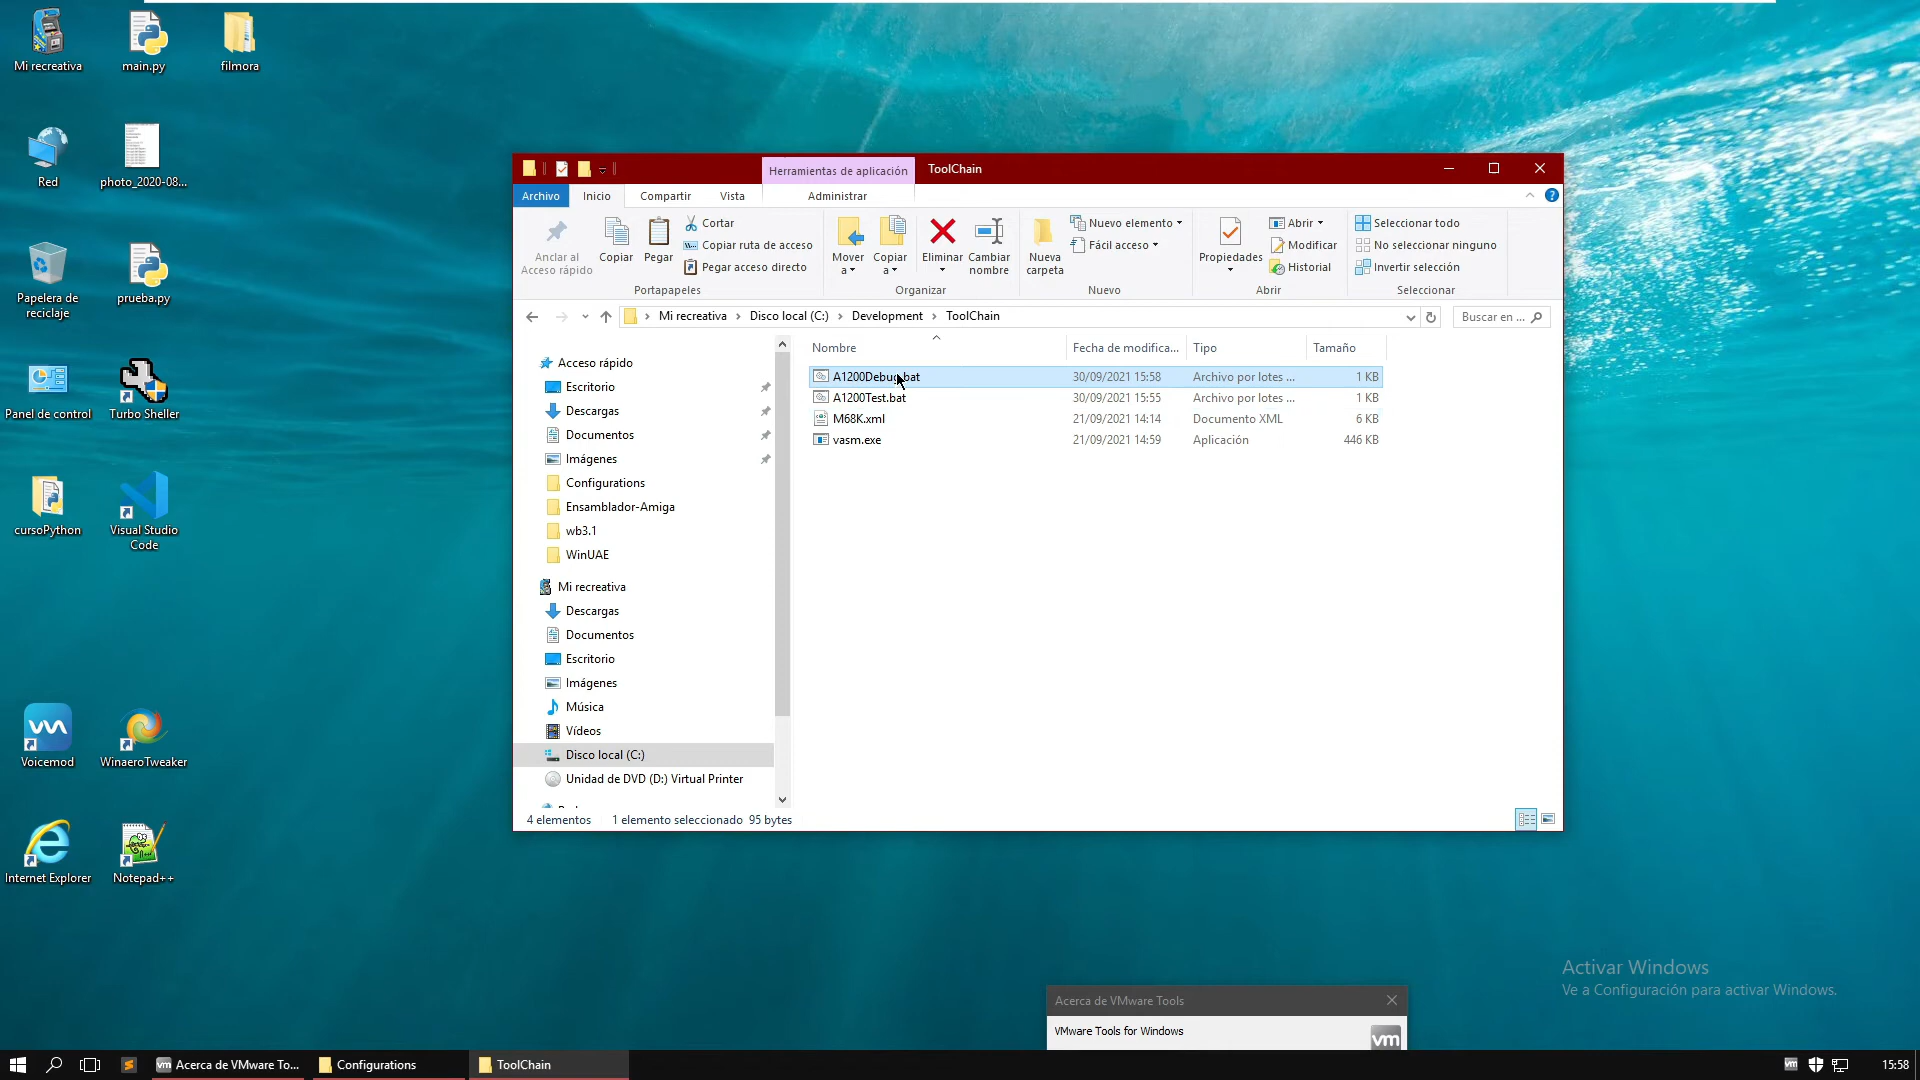 Mi recreativa
main.py
filmora
Red
photo_2020-08...
Papelera de
reciclaje
prueba.py
Panel de control
Turbo Sheller
cursoPython
Visual Studio
Code
Voicemod
WinaeroTweaker
Internet Explorer
Notepad++
Herramientas de aplicación
ToolChain
Archivo
Inicio
Compartir
Vista
Administrar
Anclar al
Acceso rápido
Copiar
Pegar
Cortar
Copiar ruta de acceso
Pegar acceso directo
Portapapeles
Mover
a
Copiar
a
Eliminar
Cambiar
nombre
Organizar
Nueva
carpeta
Nuevo elemento
Fácil acceso
Nuevo
Propiedades
Abrir
Modificar
Historial
Abrir
Seleccionar todo
No seleccionar ninguno
Invertir selección
Seleccionar
Mi recreativa > Disco local (C:) > Development > ToolChain
Buscar en ...
Acceso rápido
Escritorio
Descargas
Documentos
Imágenes
Configurations
Ensamblador-Amiga
wb3.1
WinUAE
Mi recreativa
Descargas
Documentos
Escritorio
Imágenes
Música
Vídeos
Disco local (C:)
Unidad de DVD (D:) Virtual Printer
Nombre Fecha de modifica... Tipo Tamaño
A1200Debug.bat 30/09/2021 15:58 Archivo por lotes ... 1 KB
A1200Test.bat 30/09/2021 15:55 Archivo por lotes ... 1 KB
M68K.xml 21/09/2021 14:14 Documento XML 6 KB
vasm.exe 21/09/2021 14:59 Aplicación 446 KB
4 elementos 1 elemento seleccionado 95 bytes
Activar Windows
Ve a Configuración para activar Windows.
Acerca de VMware Tools
VMware Tools for Windows
vm
Acerca de VMware To...
Configurations
ToolChain
15:58